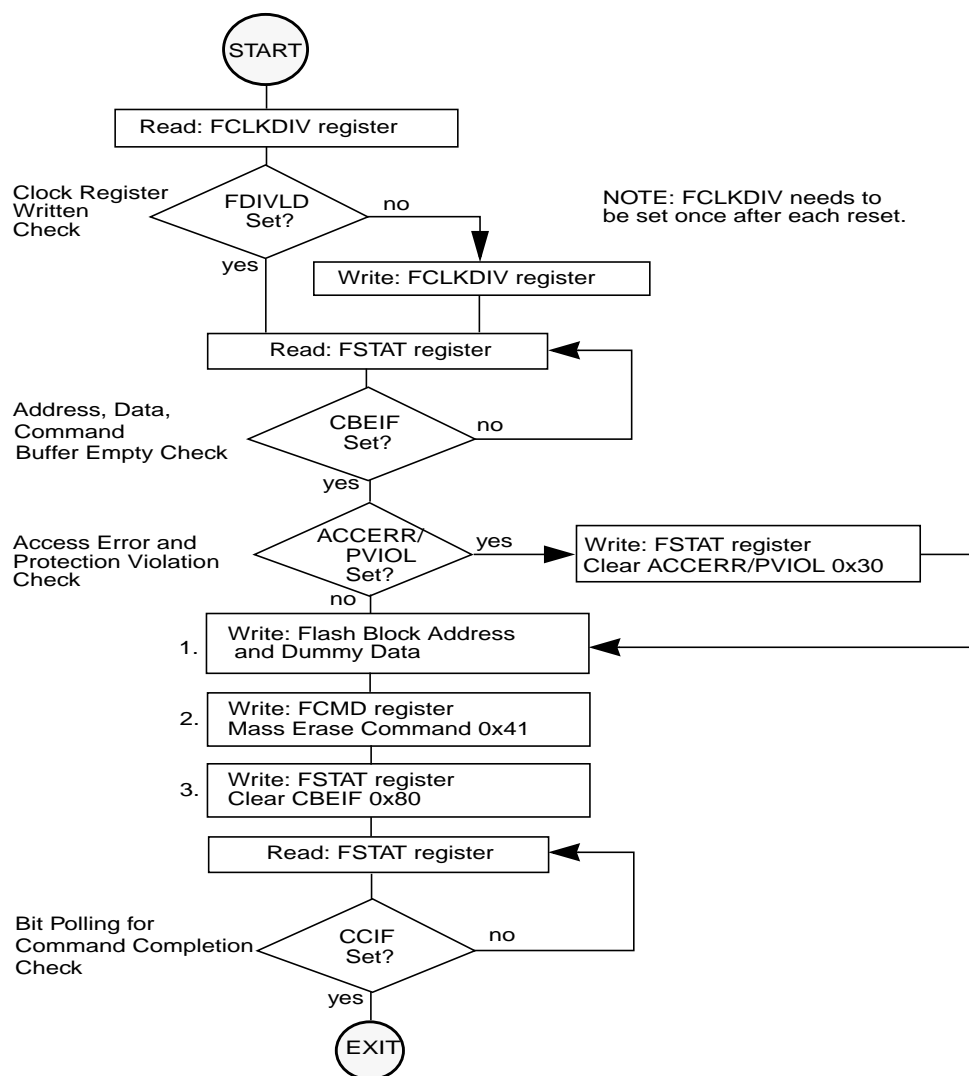 START
Read: FCLKDIV register
Clock Register
Written
Check
FDIVLD
Set?
no
yes
NOTE: FCLKDIV needs to
be set once after each reset.
Write: FCLKDIV register
Read: FSTAT register
Address, Data,
Command
Buffer Empty Check
CBEIF
Set?
no
yes
Access Error and
Protection Violation
Check
ACCERR/
PVIOL
Set?
yes
no
Write: FSTAT register
Clear ACCERR/PVIOL 0x30
1.
Write: Flash Block Address
and Dummy Data
2.
Write: FCMD register
Mass Erase Command 0x41
3.
Write: FSTAT register
Clear CBEIF 0x80
Read: FSTAT register
Bit Polling for
Command Completion
Check
CCIF
Set?
no
yes
EXIT